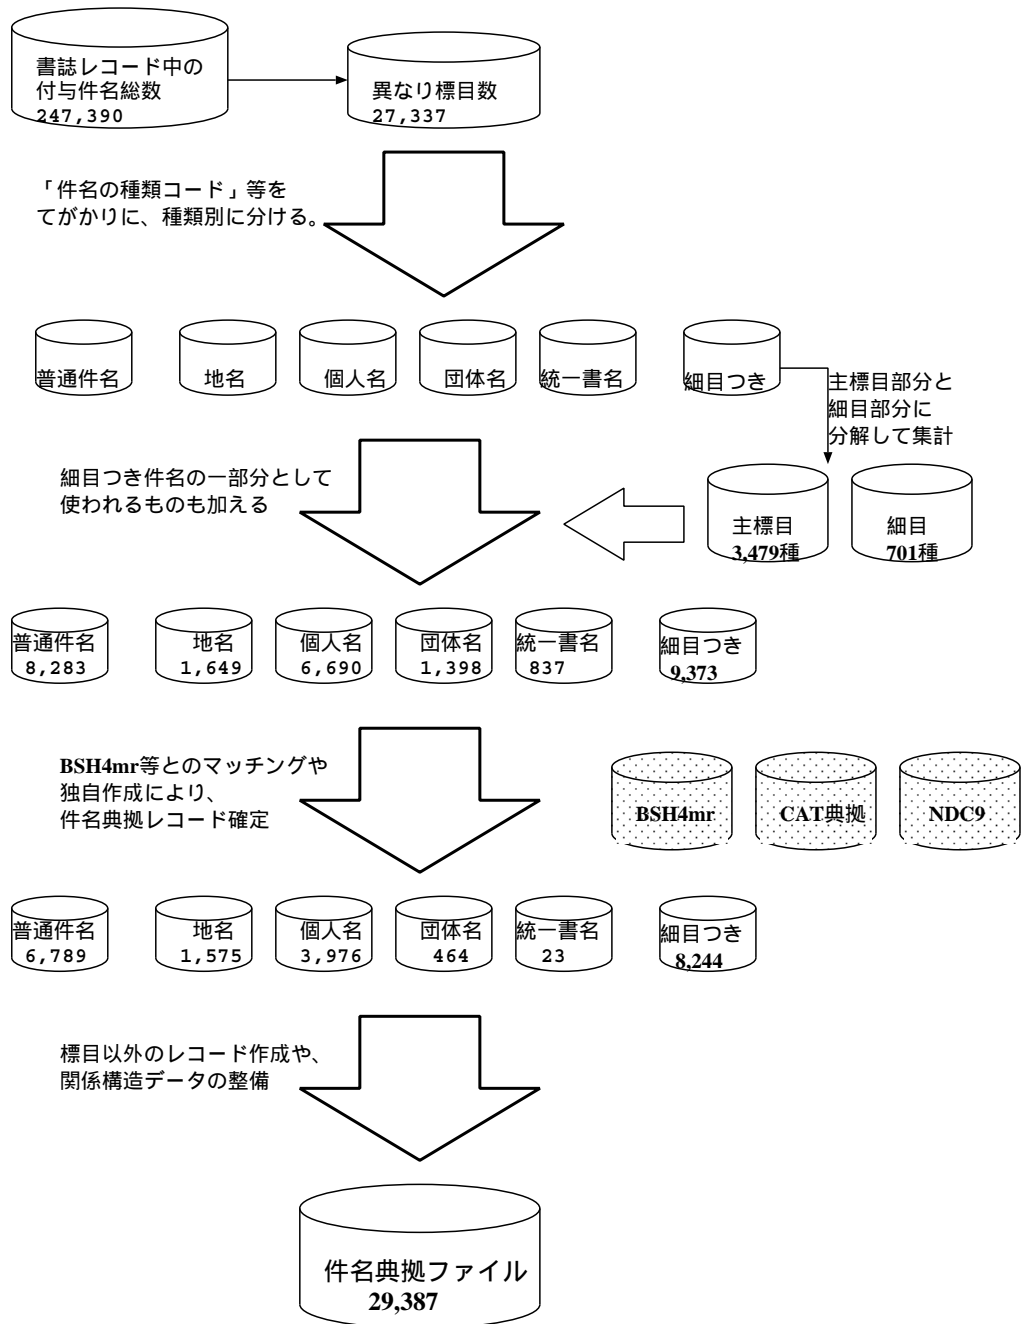 書誌レコード中の
付与件名総数
247,390
異なり標目数
27,337
「件名の種類コード」等を
てがかりに、種類別に分ける。
普通件名
地名
個人名
団体名
統一書名
細目つき
主標目部分と
細目部分に
分解して集計
細目つき件名の一部分として
使われるものも加える
主標目
3,479種
細目
701種
普通件名
8,283
地名
1,649
個人名
6,690
団体名
1,398
統一書名
837
細目つき
9,373
BSH4mr等とのマッチングや
独自作成により、
件名典拠レコード確定
BSH4mr
CAT典拠
NDC9
普通件名
6,789
地名
1,575
個人名
3,976
団体名
464
統一書名
23
細目つき
8,244
標目以外のレコード作成や、
関係構造データの整備
件名典拠ファイル
29,387